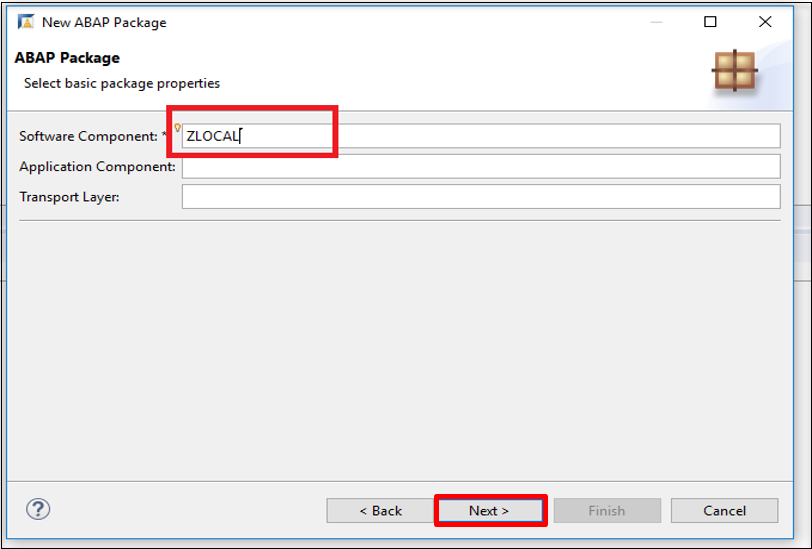 New ABAP Package
ABAP Package
Select basic package properties
Software Component: * ZLOCAL
Application Component:
Transport Layer:
? < Back Next > Finish Cancel